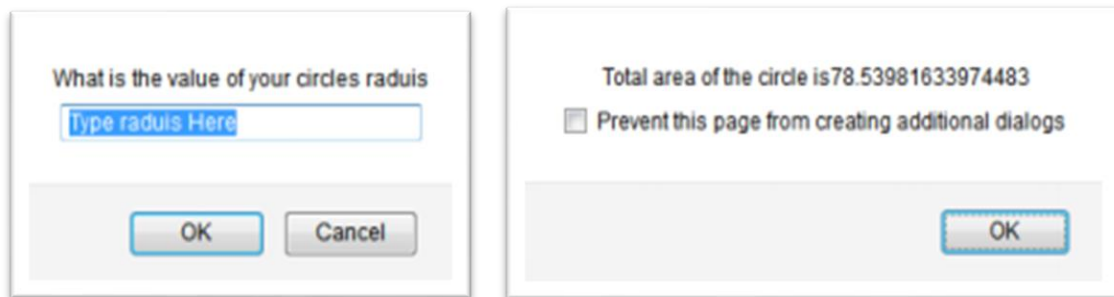 What is the value of your circles raduis
Type raduis Here
OK
Cancel
Total area of the circle is78.53981633974483
Prevent this page from creating additional dialogs
OK